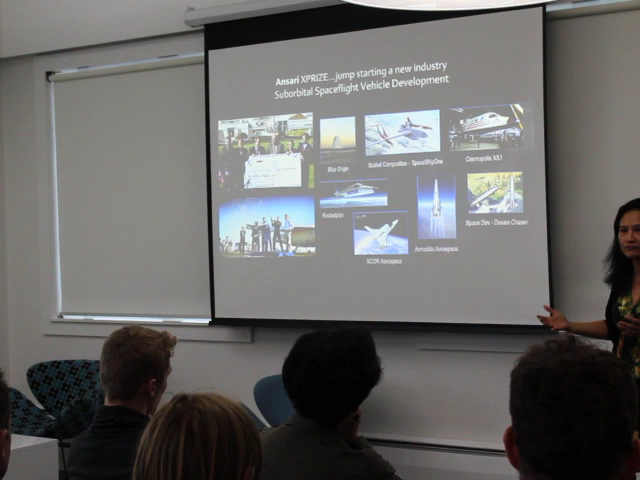 Ansari XPRIZE...jump starting a new industry
Suborbital Spaceflight Vehicle Development
Blue Origin
Scaled Composites - SpaceShipOne
Cosmopolis XXI
Rocketplane
XCOR Aerospace
Armadillo Aerospace
Space Dev - Dream Chaser